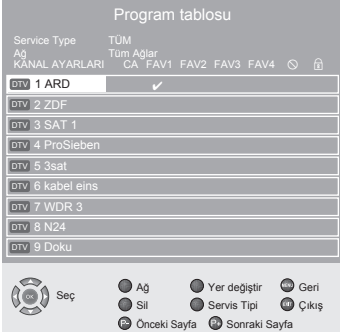 Program tablosu
Service Type TÜM
Ağ Tüm Ağlar
KANAL AYARLARI CA FAV1 FAV2 FAV3 FAV4
DTV 1 ARD
DTV 2 ZDF
DTV 3 SAT 1
DTV 4 ProSieben
DTV 5 3sat
DTV 6 kabel eins
DTV 7 WDR 3
DTV 8 N24
DTV 9 Doku
OK Seç Ağ Yer değiştir MENU Geri
Sil Servis Tipi EXIT Çıkış
P- Önceki Sayfa P+ Sonraki Sayfa